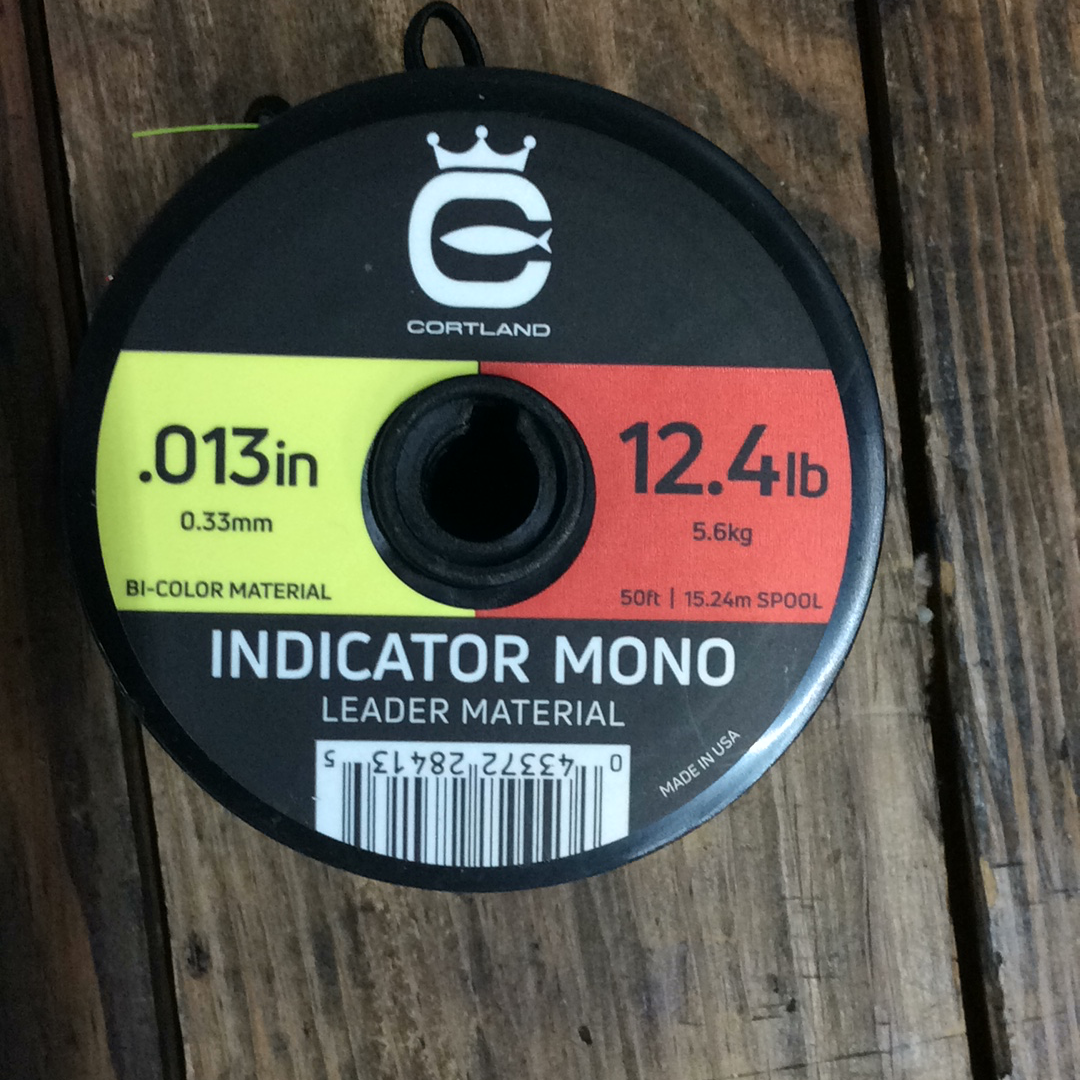 CORTLAND
.013in
0.33mm
BI-COLOR MATERIAL
12.4lb
5.6kg
50ft | 15.24m SPOOL
INDICATOR MONO
LEADER MATERIAL
MADE IN USA
0 43372 28413 5